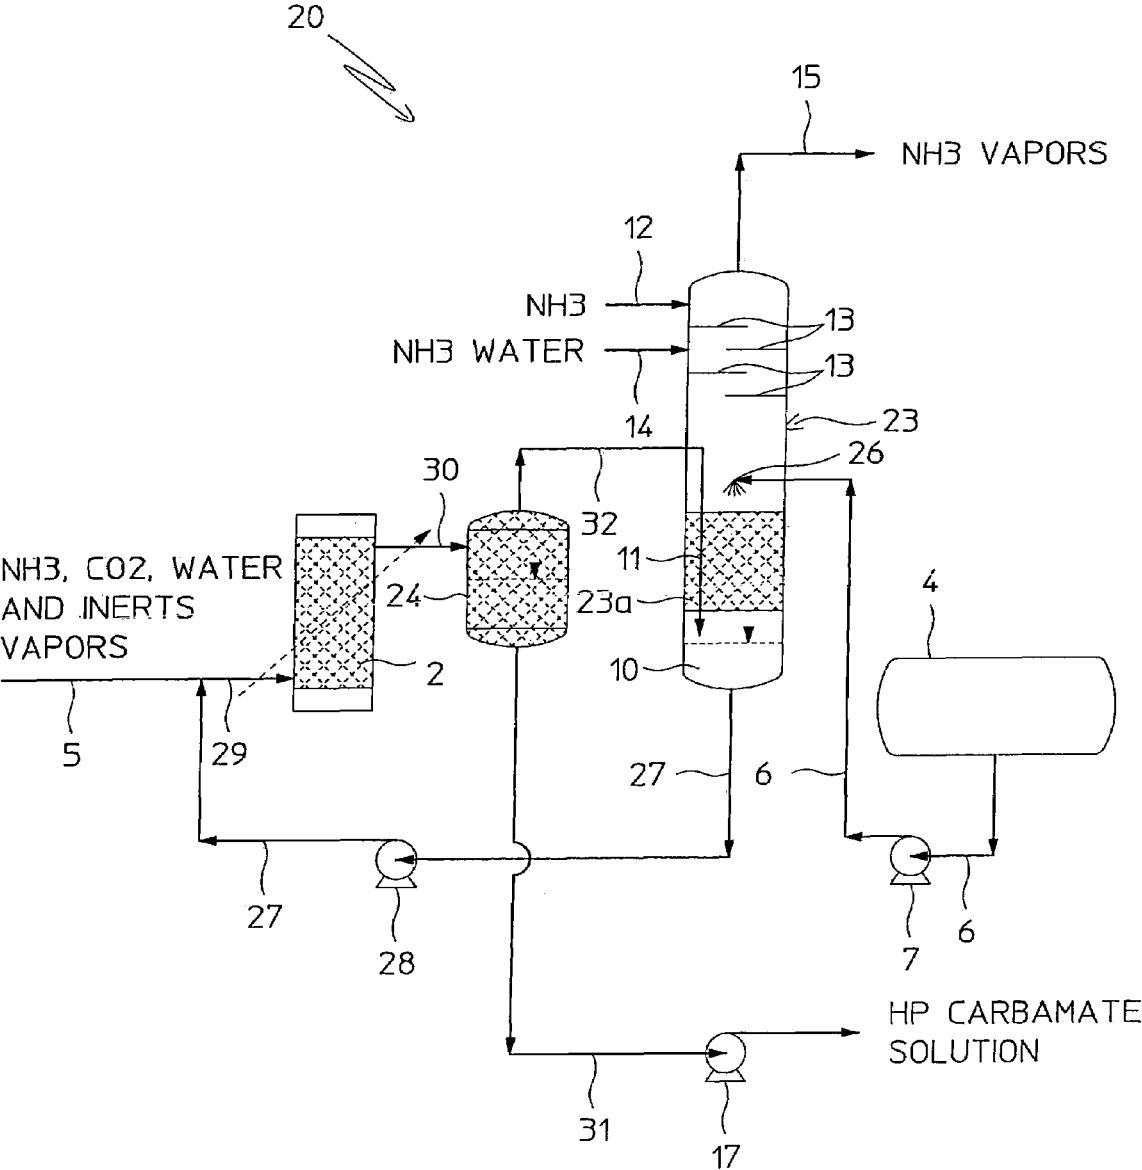 20
15
NH3 VAPORS
12
NH3
13
NH3 WATER
13
14
23
26
30
32
11
NH3, CO2, WATER
AND INERTS
VAPORS
24
23a
4
2
10
5
29
27
6
27
28
7
6
HP CARBAMATE
SOLUTION
31
17